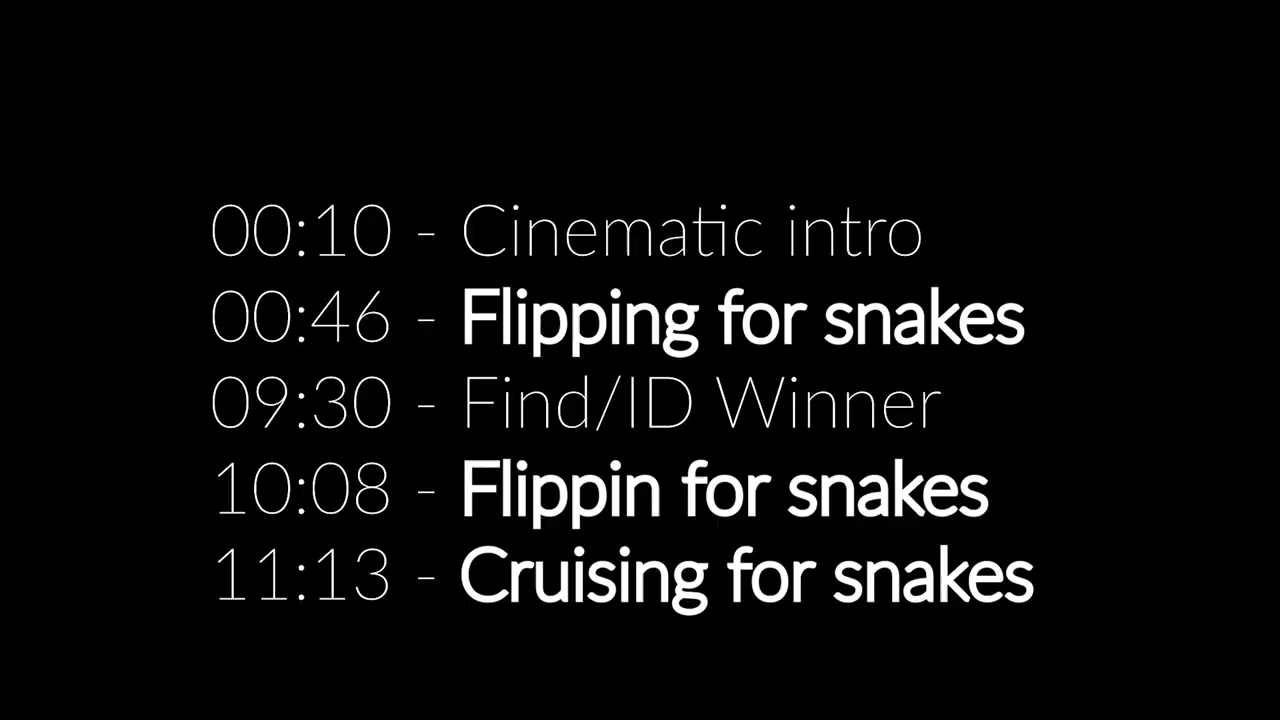 00:10 - Cinematic intro
00:46 - Flipping for snakes
09:30 - Find/ID Winner
10:08 - Flippin for snakes
11:13 - Cruising for snakes